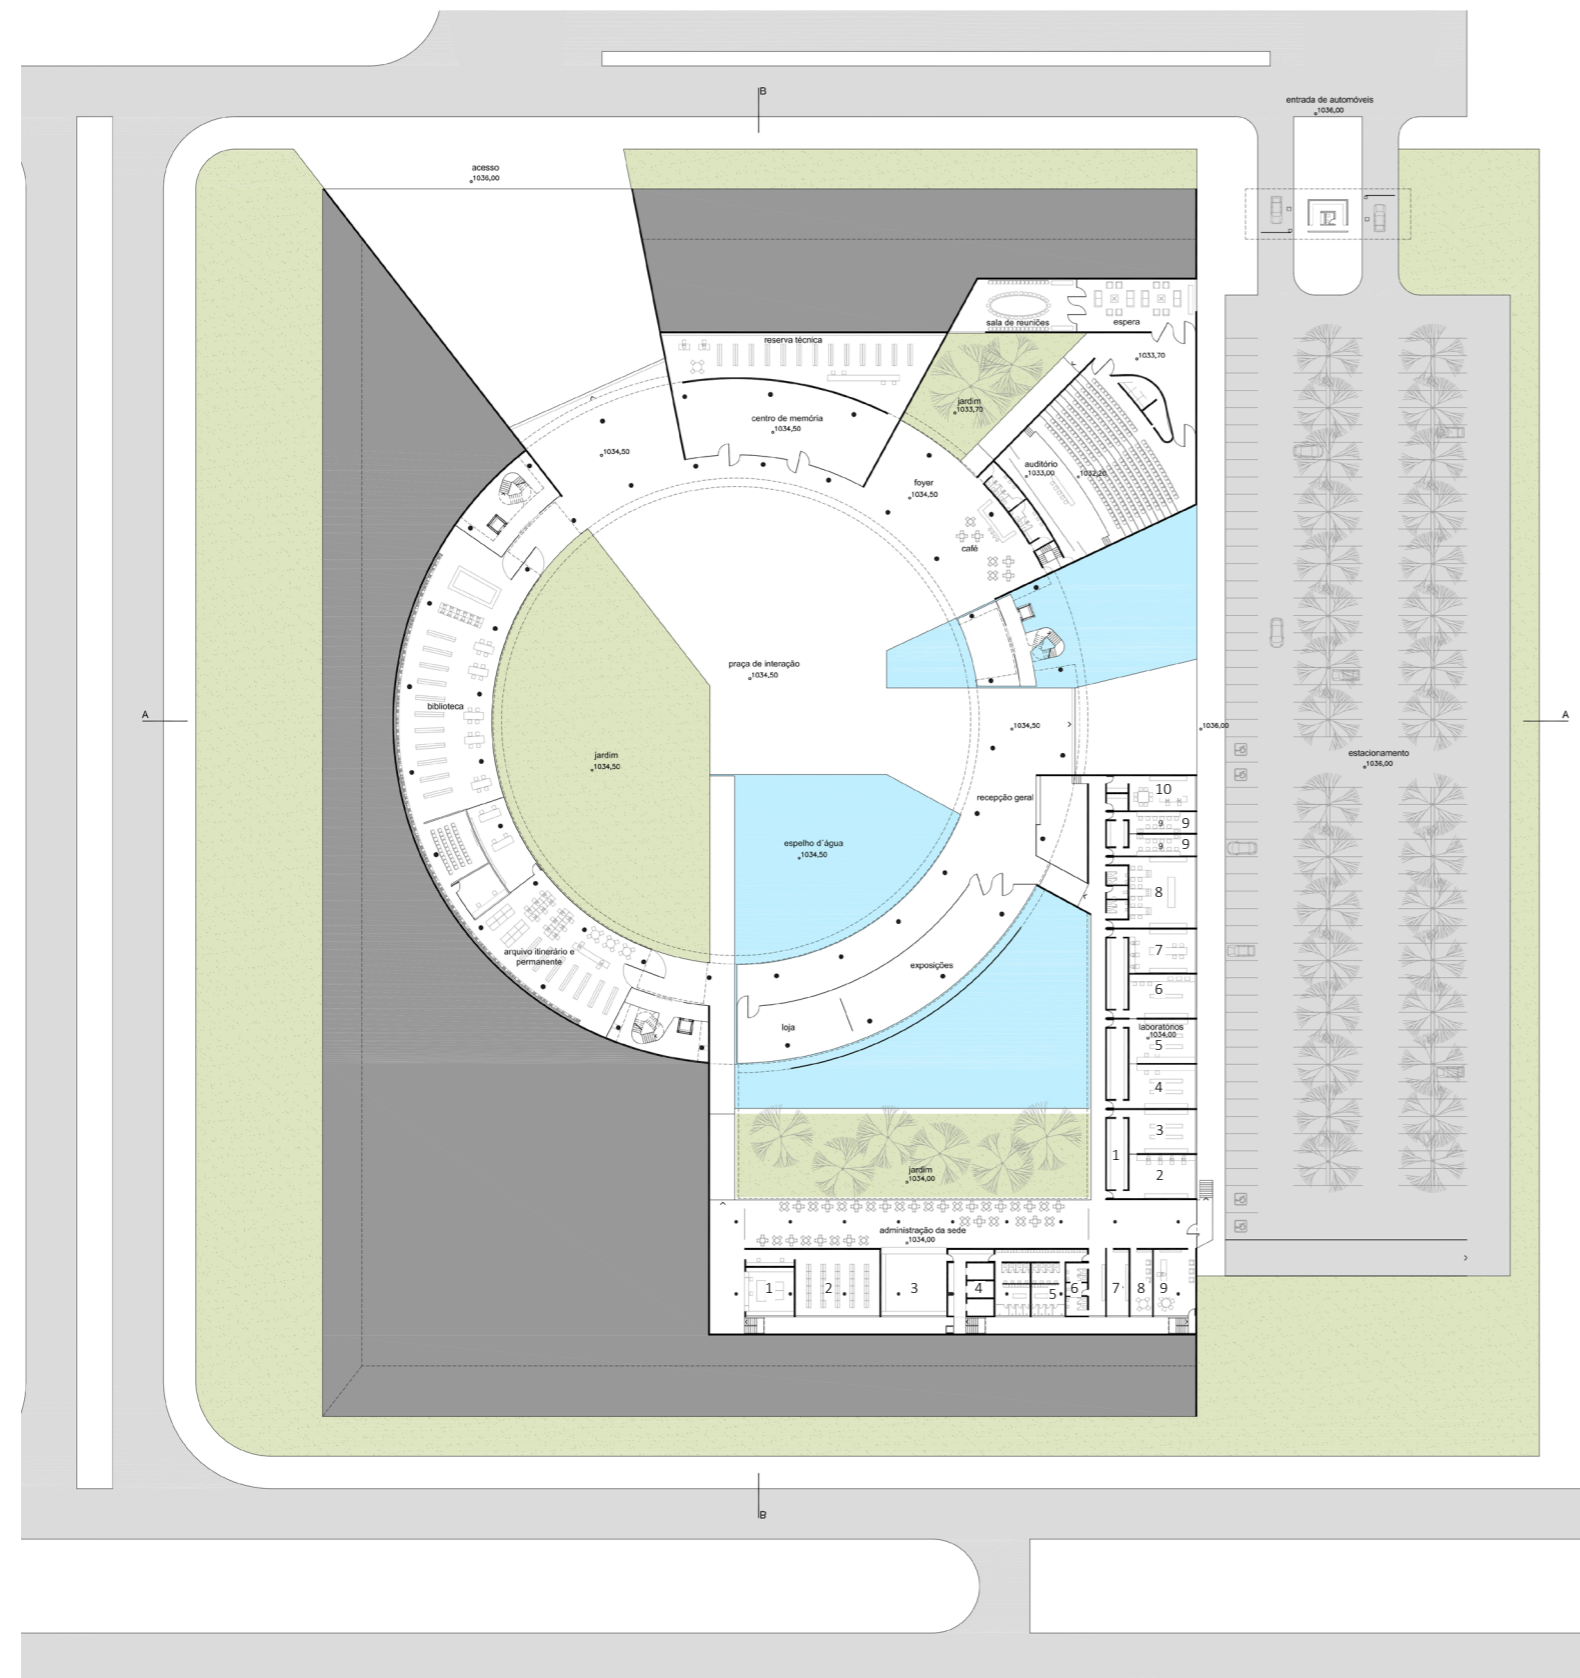 B
entrada de automóveis
1036,00
acesso
1036,00
sala de reuniões
espera
reserva técnica
1033,70
jardim
1033,70
centro de memória
1034,50
1034,50
auditório
1033,00
1032,20
foyer
1034,50
café
praça de interação
1034,50
biblioteca
A
1034,50
1036,00
A
jardim
1034,50
estacionamento
1036,00
recepção geral
10
9
9
9
9
espelho d´água
1034,50
8
7
arquivo itinerário e
permanente
exposições
6
loja
laboratórios
1034,00
5
4
3
1
2
jardim
1034,00
administração da sede
1034,00
1
2
3
4
5
6
7
8
9
B